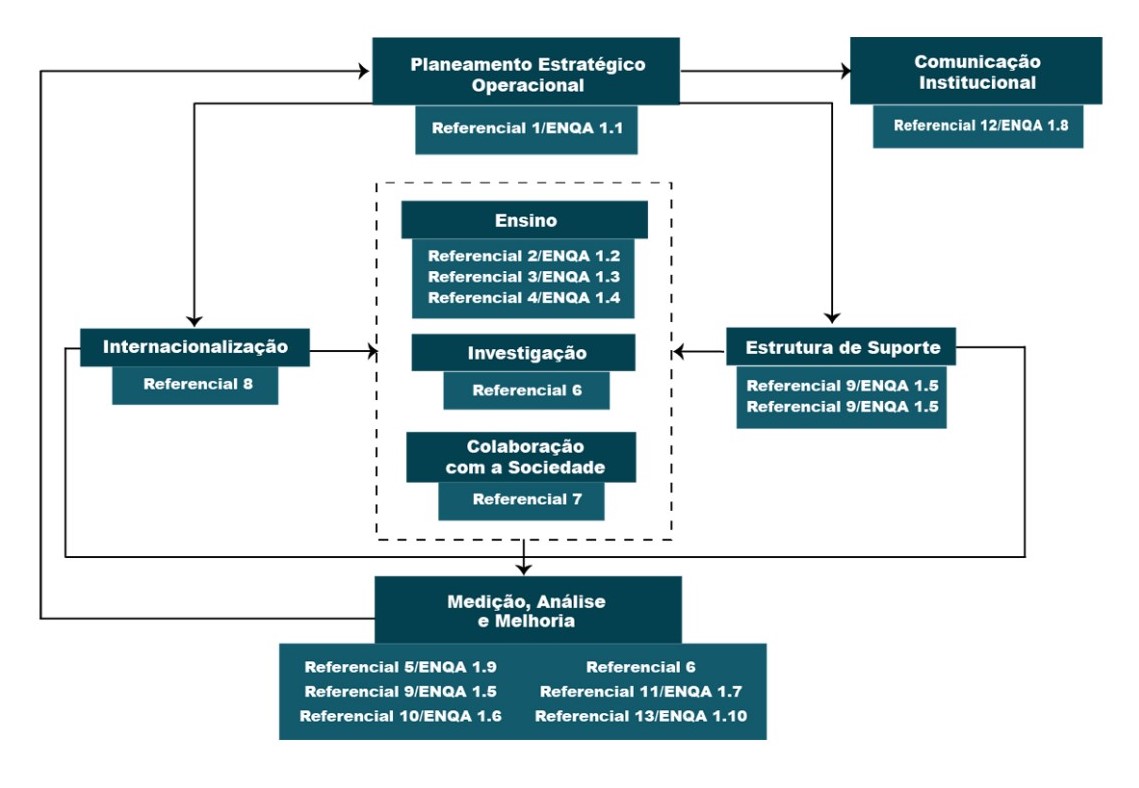 Planeamento Estratégico
Operacional
Referencial 1/ENQA 1.1
Comunicação
Institucional
Referencial 12/ENQA 1.8
Ensino
Referencial 2/ENQA 1.2
Referencial 3/ENQA 1.3
Referencial 4/ENQA 1.4
Internacionalização
Referencial 8
Investigação
Referencial 6
Estrutura de Suporte
Referencial 9/ENQA 1.5
Referencial 9/ENQA 1.5
Colaboração
com a Sociedade
Referencial 7
Medição, Análise
e Melhoria
Referencial 5/ENQA 1.9
Referencial 9/ENQA 1.5
Referencial 10/ENQA 1.6
Referencial 6
Referencial 11/ENQA 1.7
Referencial 13/ENQA 1.10